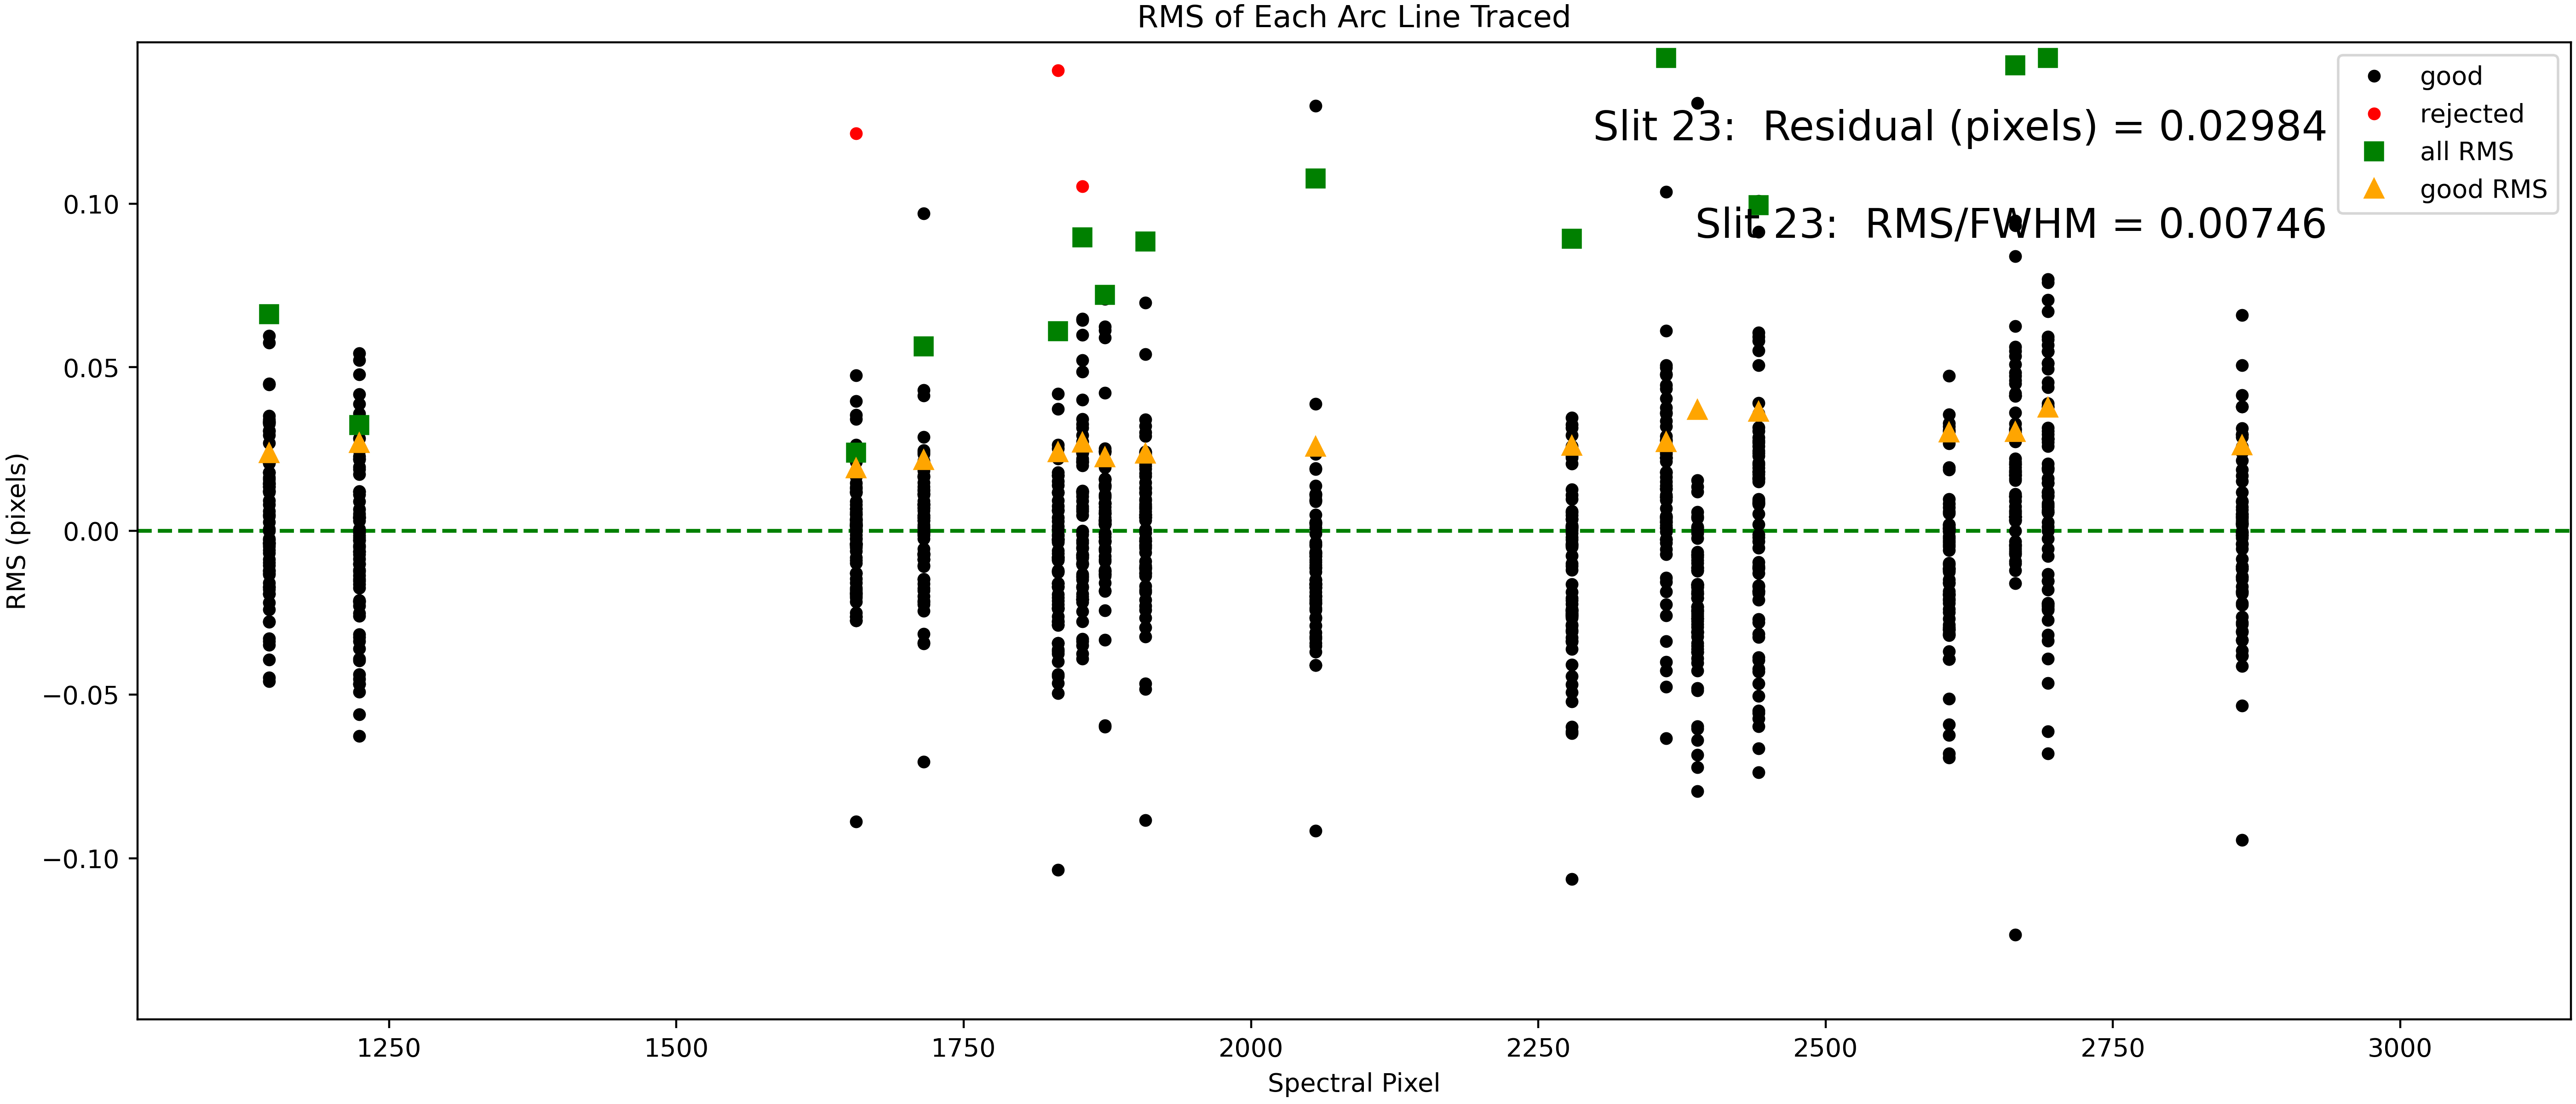 RMS of Each Arc Line Traced
good
rejected
all RMS
good RMS
Slit 23:  Residual (pixels) = 0.02984
Slit 23:  RMS/FWHM = 0.00746
RMS (pixels)
0.10
0.05
0.00
−0.05
−0.10
1250
1500
1750
2000
2250
2500
2750
3000
Spectral Pixel